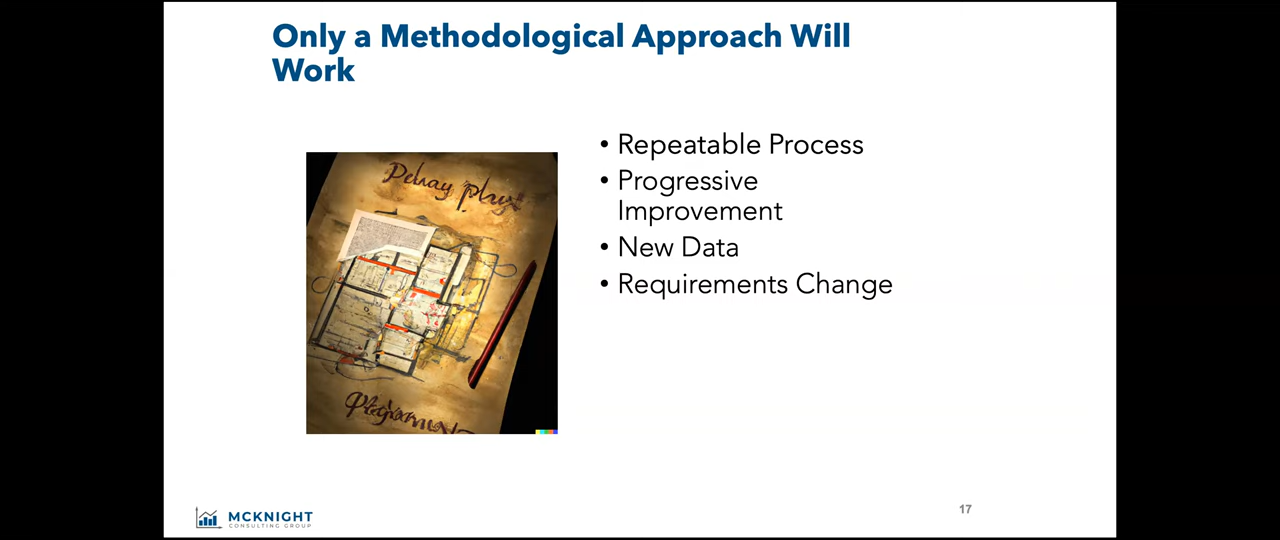 Only a Methodological Approach Will
Work
• Repeatable Process
• Progressive
Improvement
• New Data
• Requirements Change
MCKNIGHT
CONSULTING GROUP
17